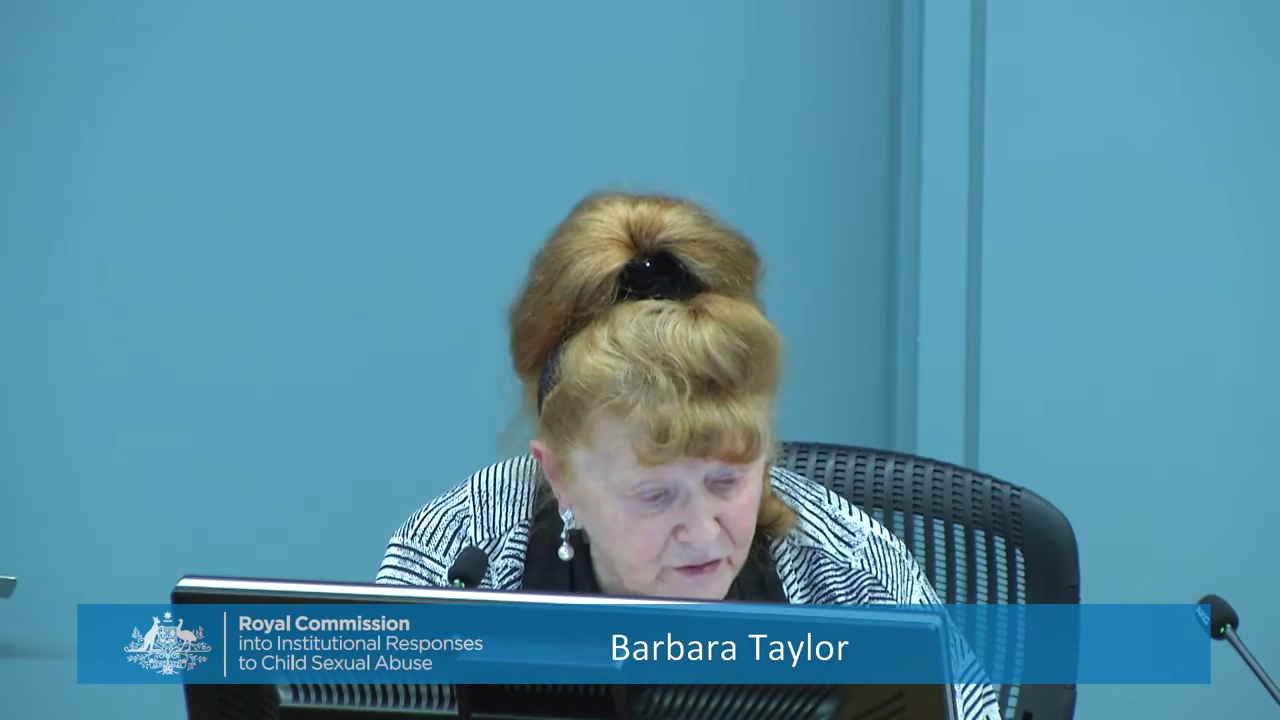 Royal Commission
into Institutional Responses
to Child Sexual Abuse
Barbara Taylor